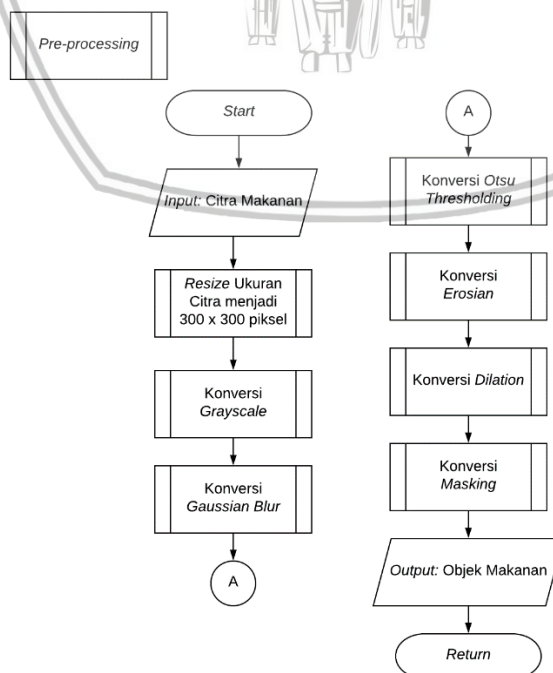 Pre-processing
Start
Input: Citra Makanan
Resize Ukuran
Citra menjadi
300 x 300 piksel
Konversi
Grayscale
Konversi
Gaussian Blur
A
A
Konversi Otsu
Thresholding
Konversi
Erosian
Konversi Dilation
Konversi
Masking
Output: Objek Makanan
Return